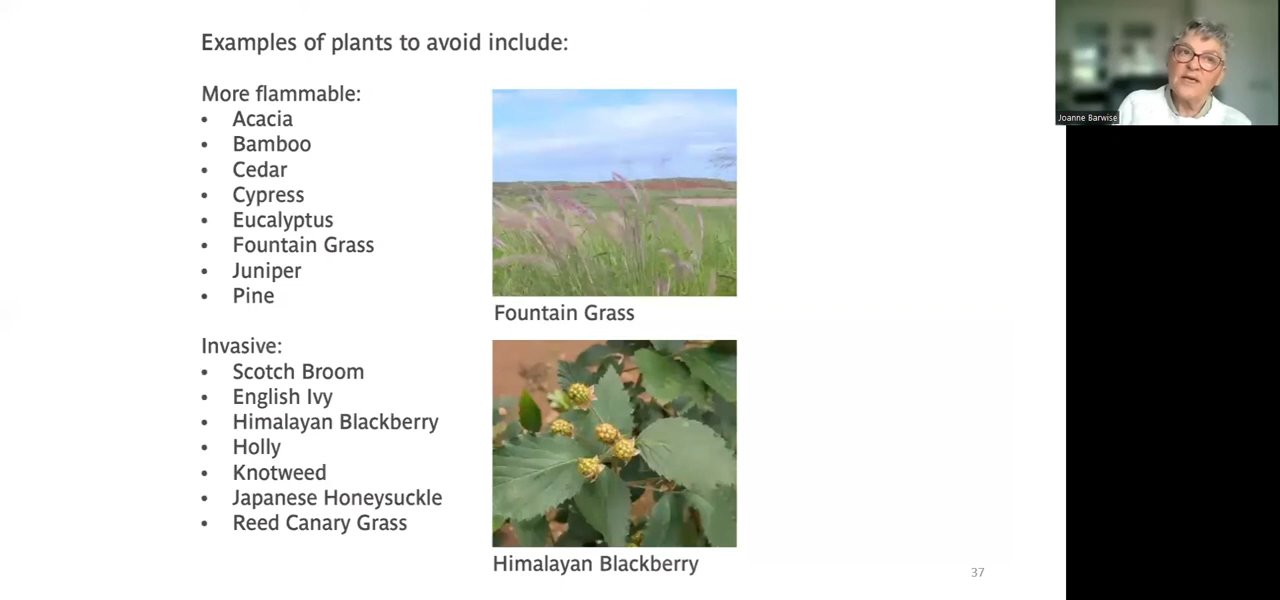 Examples of plants to avoid include:
More flammable:
• Acacia
• Bamboo
• Cedar
• Cypress
• Eucalyptus
• Fountain Grass
• Juniper
• Pine
Invasive:
• Scotch Broom
• English Ivy
• Himalayan Blackberry
• Holly
• Knotweed
• Japanese Honeysuckle
• Reed Canary Grass
Fountain Grass
Himalayan Blackberry
37
Joanne Barwise